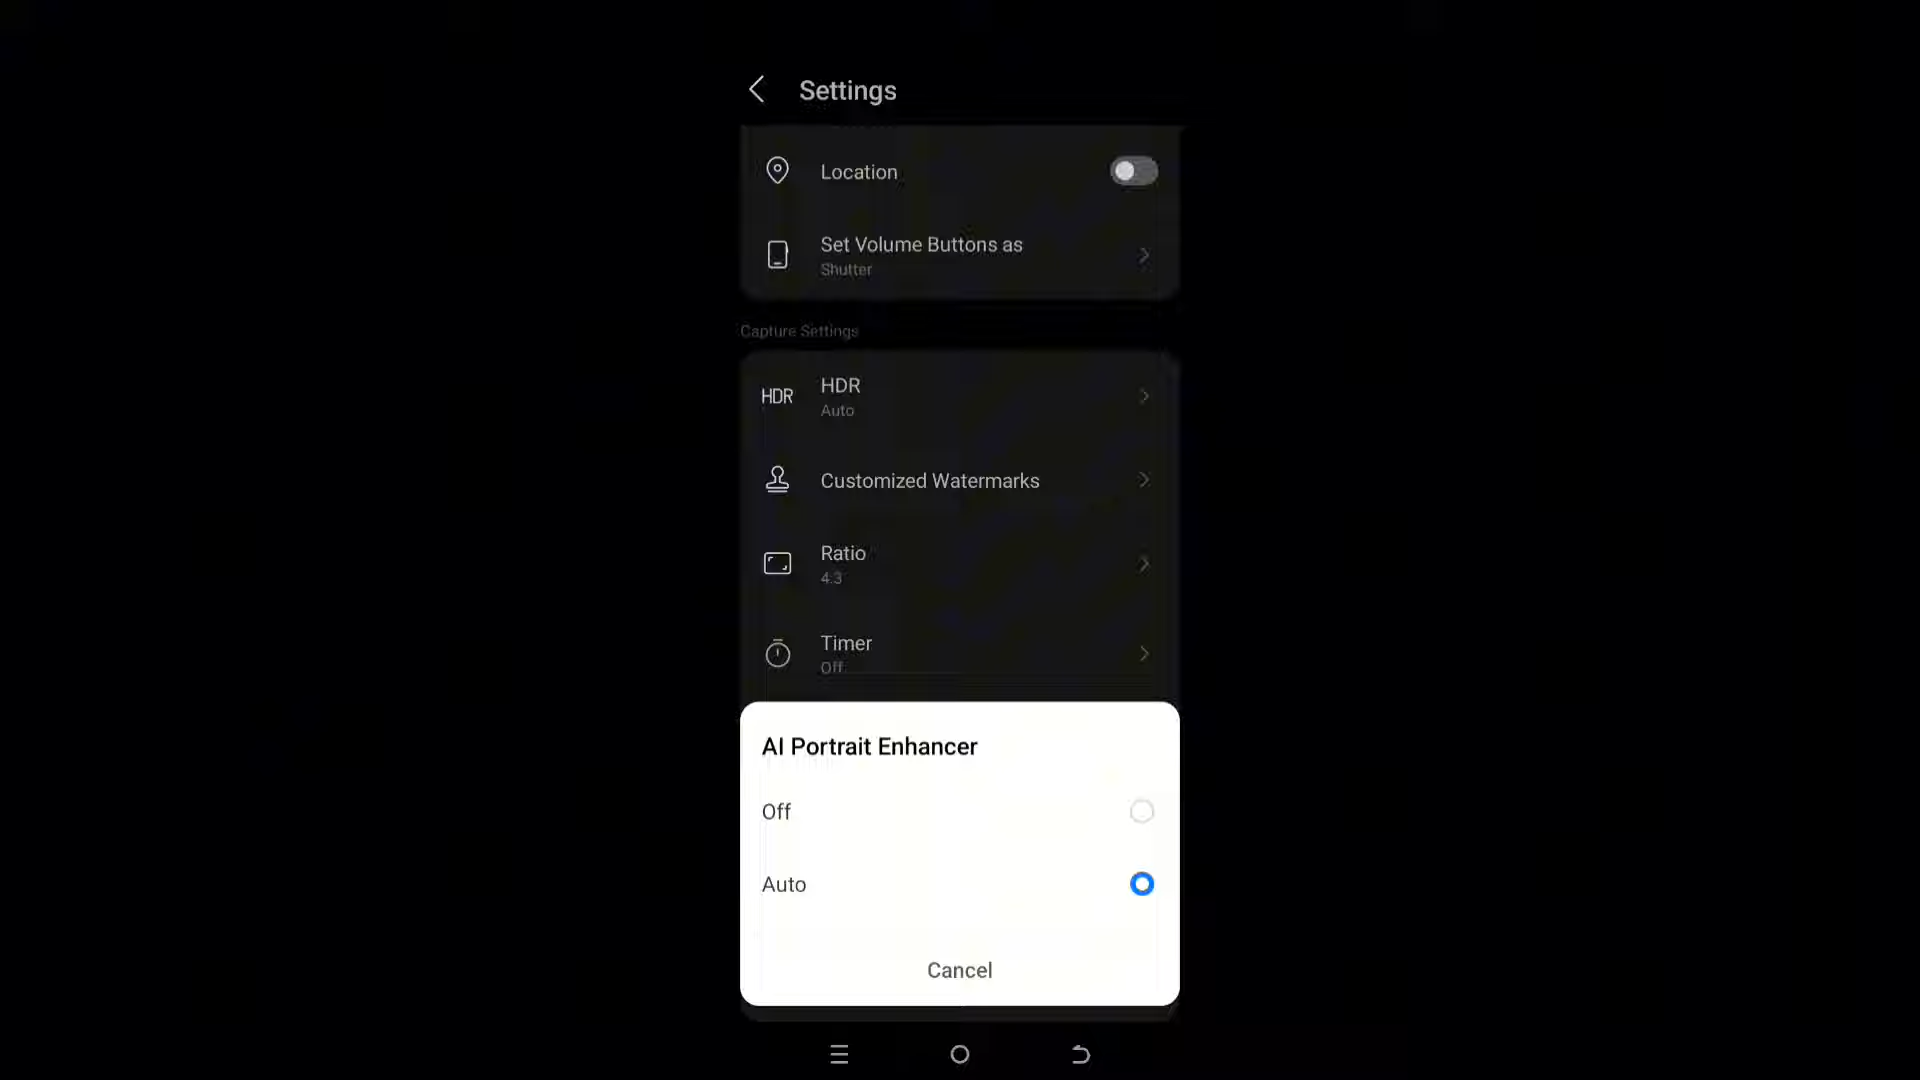 Settings
Location
Set Volume Buttons as
Shutter
Capture Settings
HDR
HDR
Auto
Customized Watermarks
Ratio
4:3
Timer
Off
AI Portrait Enhancer
Off
Auto
Cancel